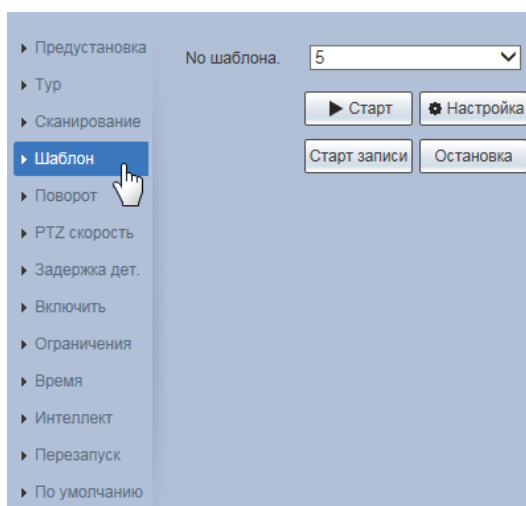 Предустановка
Тур
Сканирование
Шаблон
Поворот
PTZ скорость
Задержка дет.
Включить
Ограничения
Время
Интеллект
Перезапуск
По умолчанию
No шаблона. 5
Старт Настройка
Старт записи Остановка